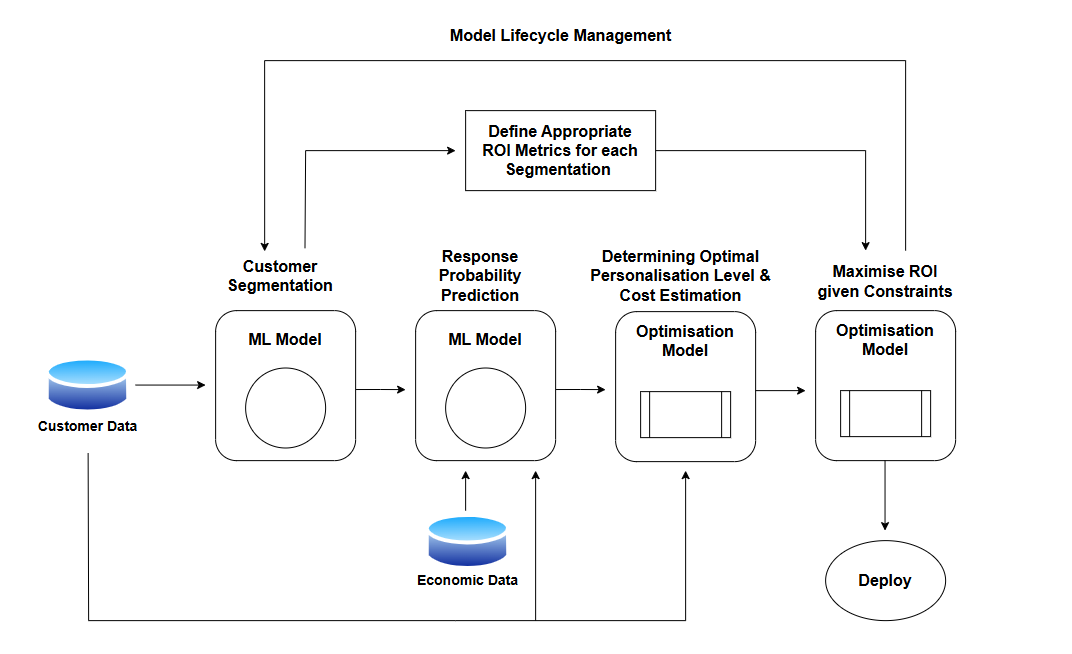 Model Lifecycle Management
Define Appropriate
ROI Metrics for each
Segmentation
Customer
Segmentation
Response
Probability
Prediction
Determining Optimal
Personalisation Level &
Cost Estimation
Maximise ROI
given Constraints
ML Model
ML Model
Optimisation
Model
Optimisation
Model
Customer Data
Economic Data
Deploy